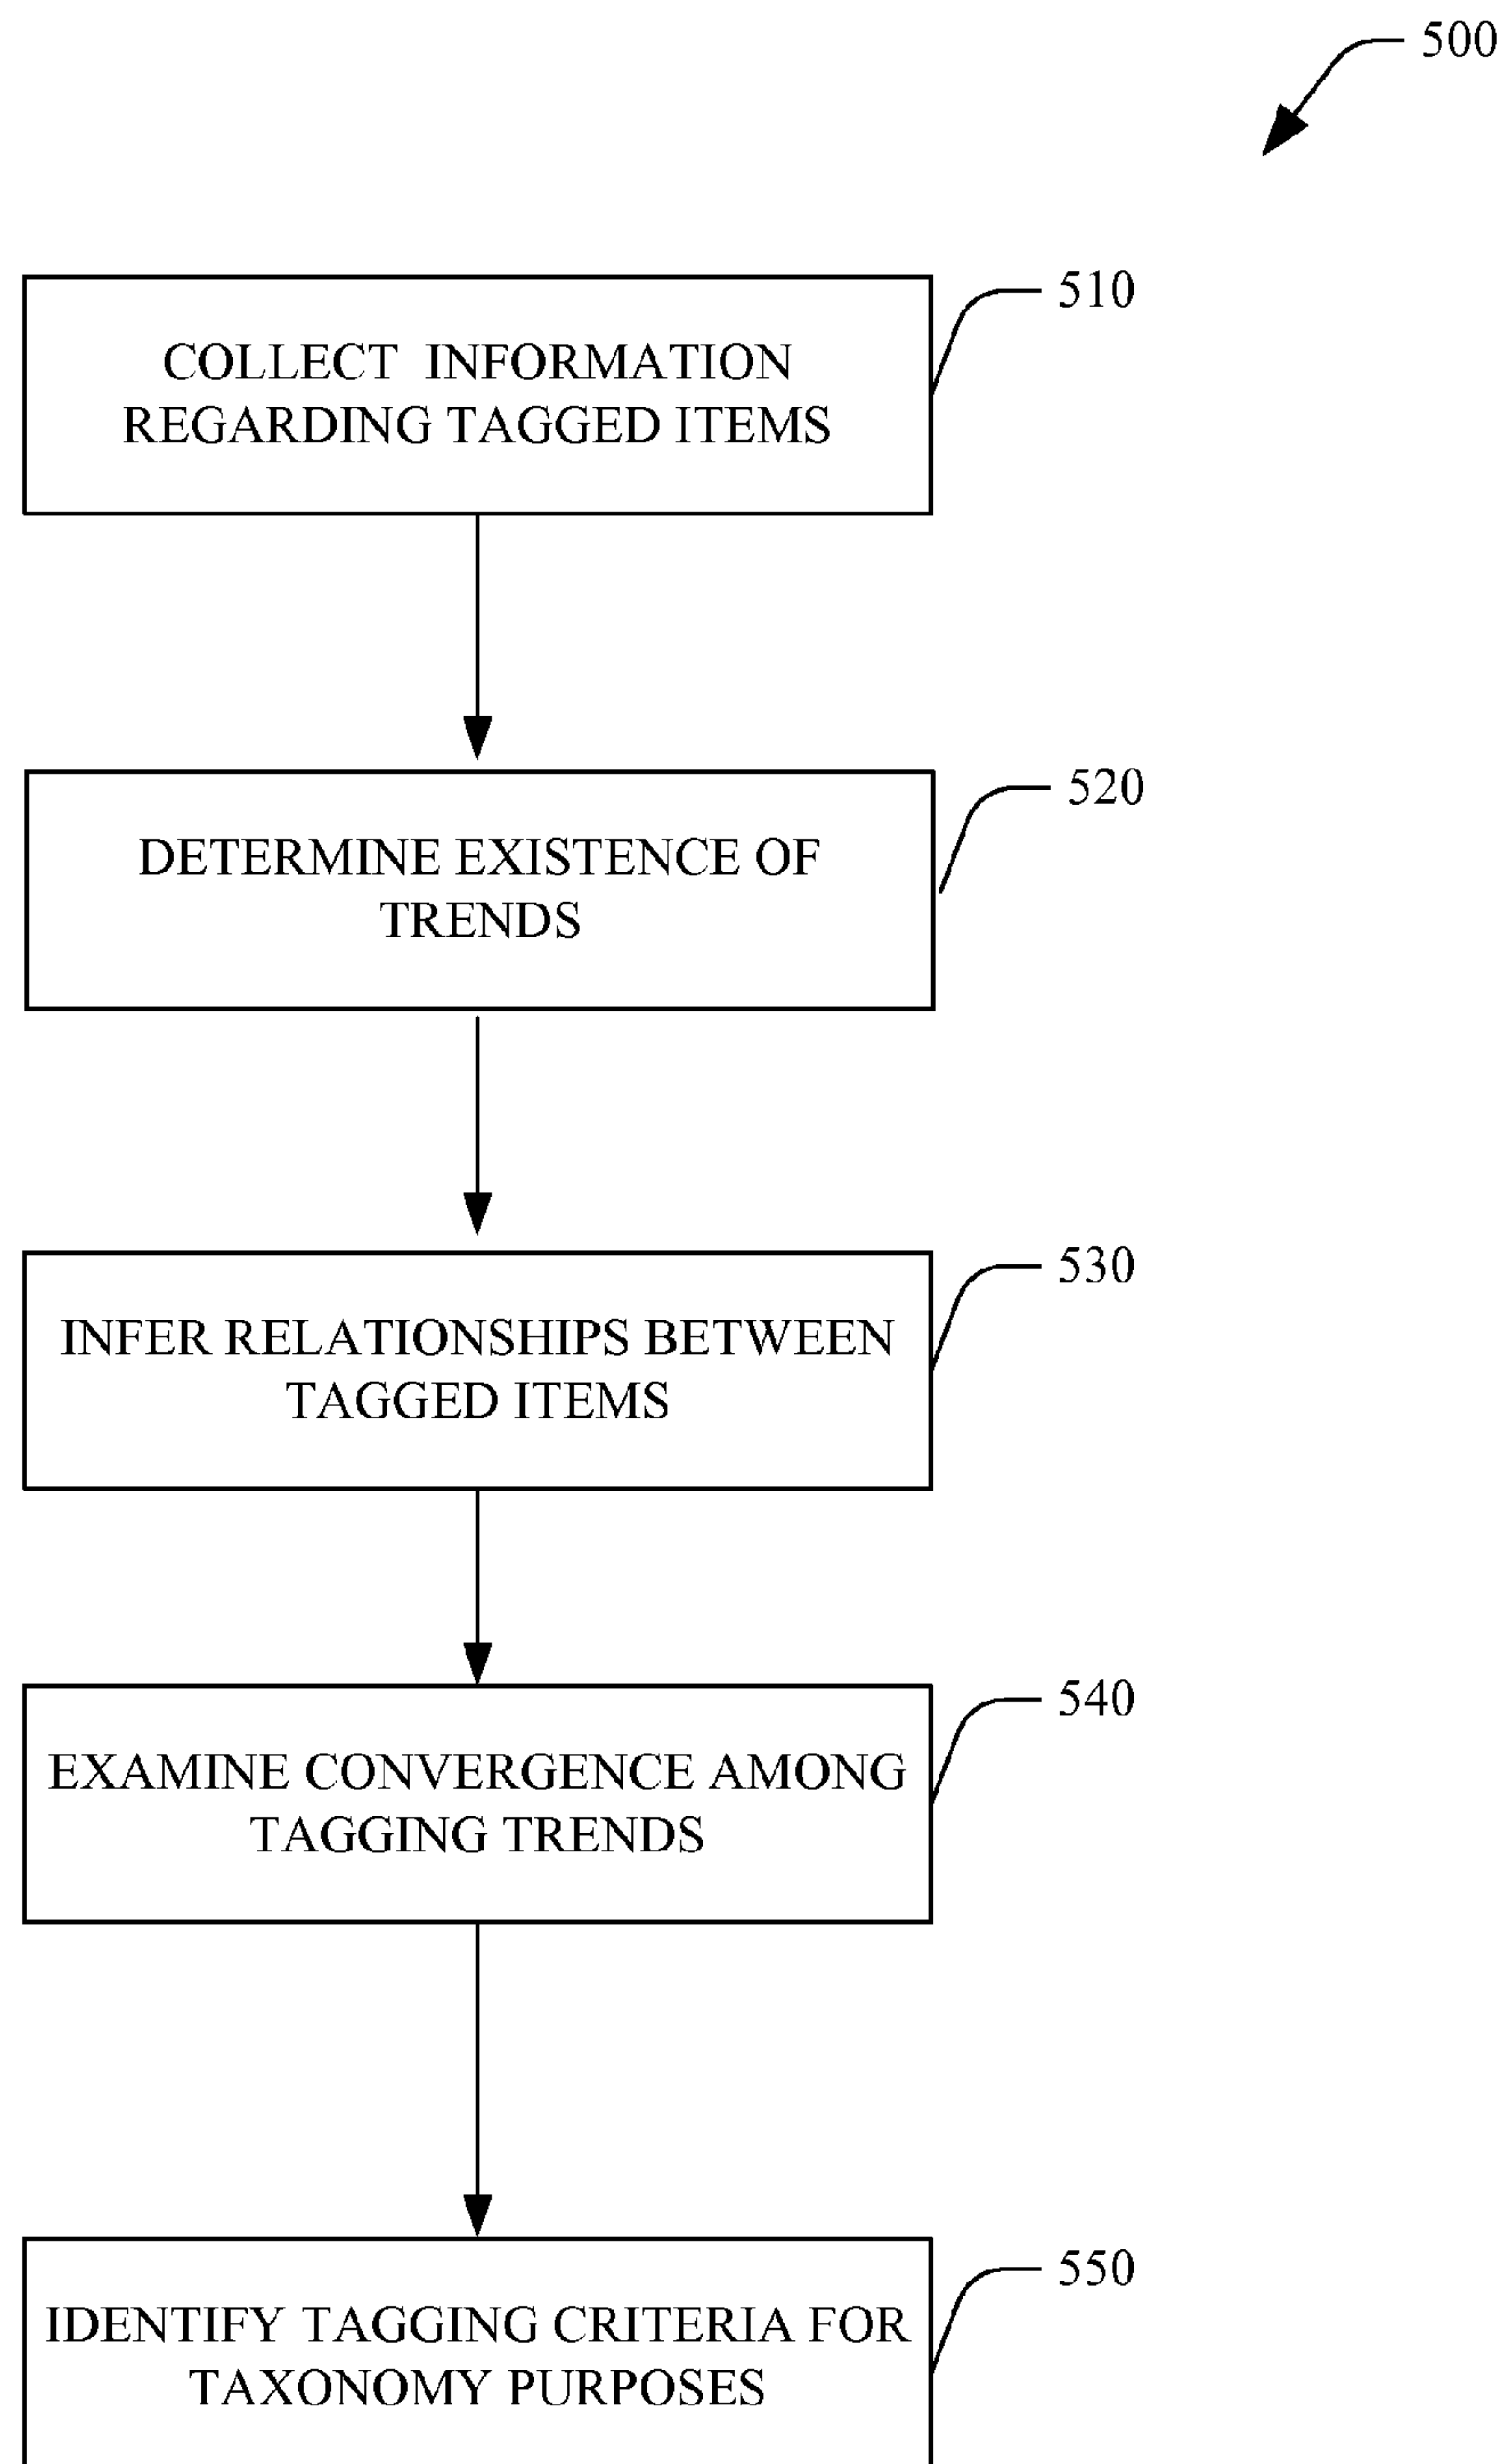 500
510
COLLECT INFORMATION
REGARDING TAGGED ITEMS
520
DETERMINE EXISTENCE OF
TRENDS
530
INFER RELATIONSHIPS BETWEEN
TAGGED ITEMS
540
EXAMINE CONVERGENCE AMONG
TAGGING TRENDS
550
IDENTIFY TAGGING CRITERIA FOR
TAXONOMY PURPOSES